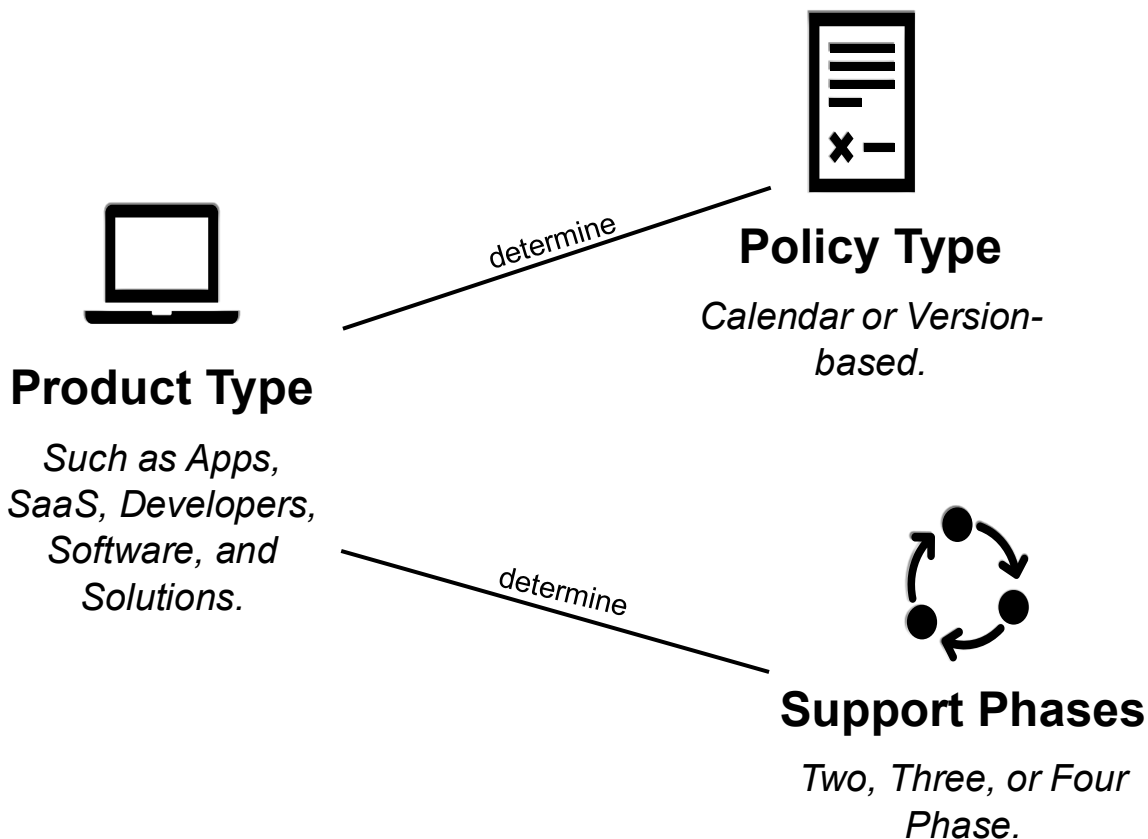 Product Type
Such as Apps,
SaaS, Developers,
Software, and
Solutions.
determine
Policy Type
Calendar or Version-
based.
determine
Support Phases
Two, Three, or Four
Phase.